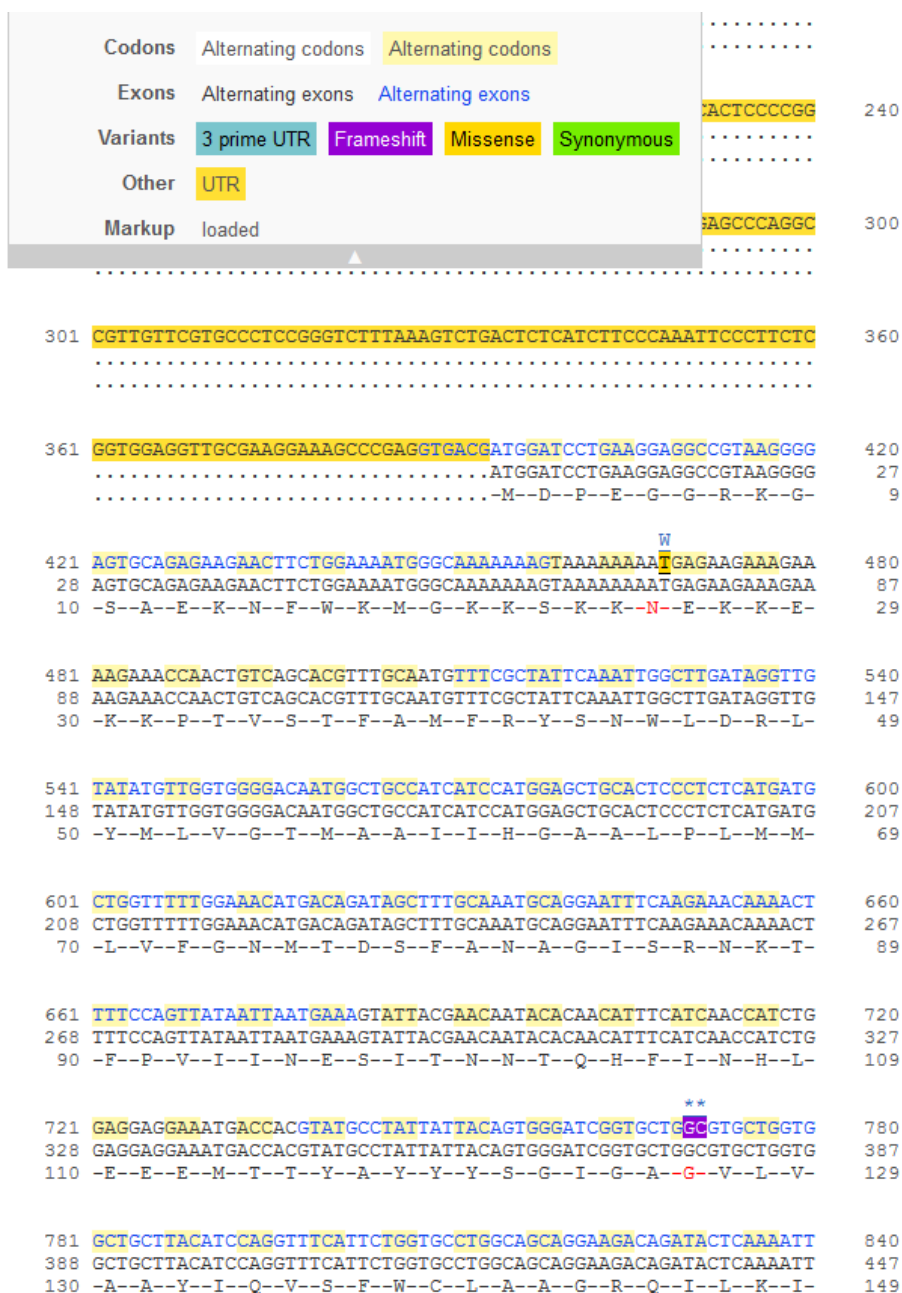 . . . . . . . . .
Codons Alternating codons Alternating codons . . . . . . . . .
Exons Alternating exons Alternating exons CACTCCCCGG 240
Variants 3 prime UTR Frameshift Missense Synonymous
Other UTR
GAGCCCAGGC 300
Markup loaded
............................................................
301 CGTTGTTCGTGCCCTCCGGGTCTTTAAAGTCTGACTCTCATCTTCCCAAATTCCCTTCTC 360
............................................................
............................................................
361 GGTGGAGGTTGCGAAGGAAAGCCCGAGGTGACGATGGATCCTGAAGGAGGCCGTAAGGGG 420
.................................ATGGATCCTGAAGGAGGCCGTAAGGGG 27
.................................-M--D--P--E--G--G--R--K--G- 9
W
421 AGTGCAGAGAAGAACTTCTGGAAAATGGGCAAAAAAAGTAAAAAAAATGAGAAGAAAGAA 480
28 AGTGCAGAGAAGAACTTCTGGAAAATGGGCAAAAAAAGTAAAAAAAATGAGAAGAAAGAA 87
10 -S--A--E--K--N--F--W--K--M--G--K--K--S--K--K--N--E--K--K--E- 29
481 AAGAAACCAACTGTCAGCACGTTTGCAATGTTTCGCTATTCAAATTGGCTTGATAGGTTG 540
88 AAGAAACCAACTGTCAGCACGTTTGCAATGTTTCGCTATTCAAATTGGCTTGATAGGTTG 147
30 -K--K--P--T--V--S--T--F--A--M--F--R--Y--S--N--W--L--D--R--L- 49
541 TATATGTTGGTGGGGACAATGGCTGCCATCATCCATGGAGCTGCACTCCCTCTCATGATG 600
148 TATATGTTGGTGGGGACAATGGCTGCCATCATCCATGGAGCTGCACTCCCTCTCATGATG 207
50 -Y--M--L--V--G--T--M--A--A--I--I--H--G--A--A--L--P--L--M--M- 69
601 CTGGTTTTTGGAAACATGACAGATAGCTTTGCAAATGCAGGAATTTCAAGAAACAAAACT 660
208 CTGGTTTTTGGAAACATGACAGATAGCTTTGCAAATGCAGGAATTTCAAGAAACAAAACT 267
70 -L--V--F--G--N--M--T--D--S--F--A--N--A--G--I--S--R--N--K--T- 89
661 TTTCCAGTTATAATTAATGAAAGTATTACGAACAATACACAACATTTCATCAACCATCTG 720
268 TTTCCAGTTATAATTAATGAAAGTATTACGAACAATACACAACATTTCATCAACCATCTG 327
90 -F--P--V--I--I--N--E--S--I--T--N--N--T--Q--H--F--I--N--H--L- 109
**
721 GAGGAGGAAATGACCACGTATGCCTATTATTACAGTGGGATCGGTGCTGGCGTGCTGGTG 780
328 GAGGAGGAAATGACCACGTATGCCTATTATTACAGTGGGATCGGTGCTGGCGTGCTGGTG 387
110 -E--E--E--M--T--T--Y--A--Y--Y--Y--S--G--I--G--A--G--V--L--V- 129
781 GCTGCTTACATCCAGGTTTCATTCTGGTGCCTGGCAGCAGGAAGACAGATACTCAAAATT 840
388 GCTGCTTACATCCAGGTTTCATTCTGGTGCCTGGCAGCAGGAAGACAGATACTCAAAATT 447
130 -A--A--Y--I--Q--V--S--F--W--C--L--A--A--G--R--Q--I--L--K--I- 149